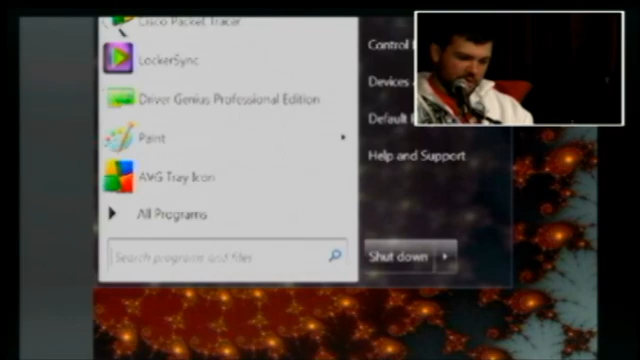 Cisco Packet Tracer
LockerSync
Driver Genius Professional Edition
Paint
AVG Tray Icon
All Programs
Search programs and files
Control
Devices
Default
Help and Support
Shut down